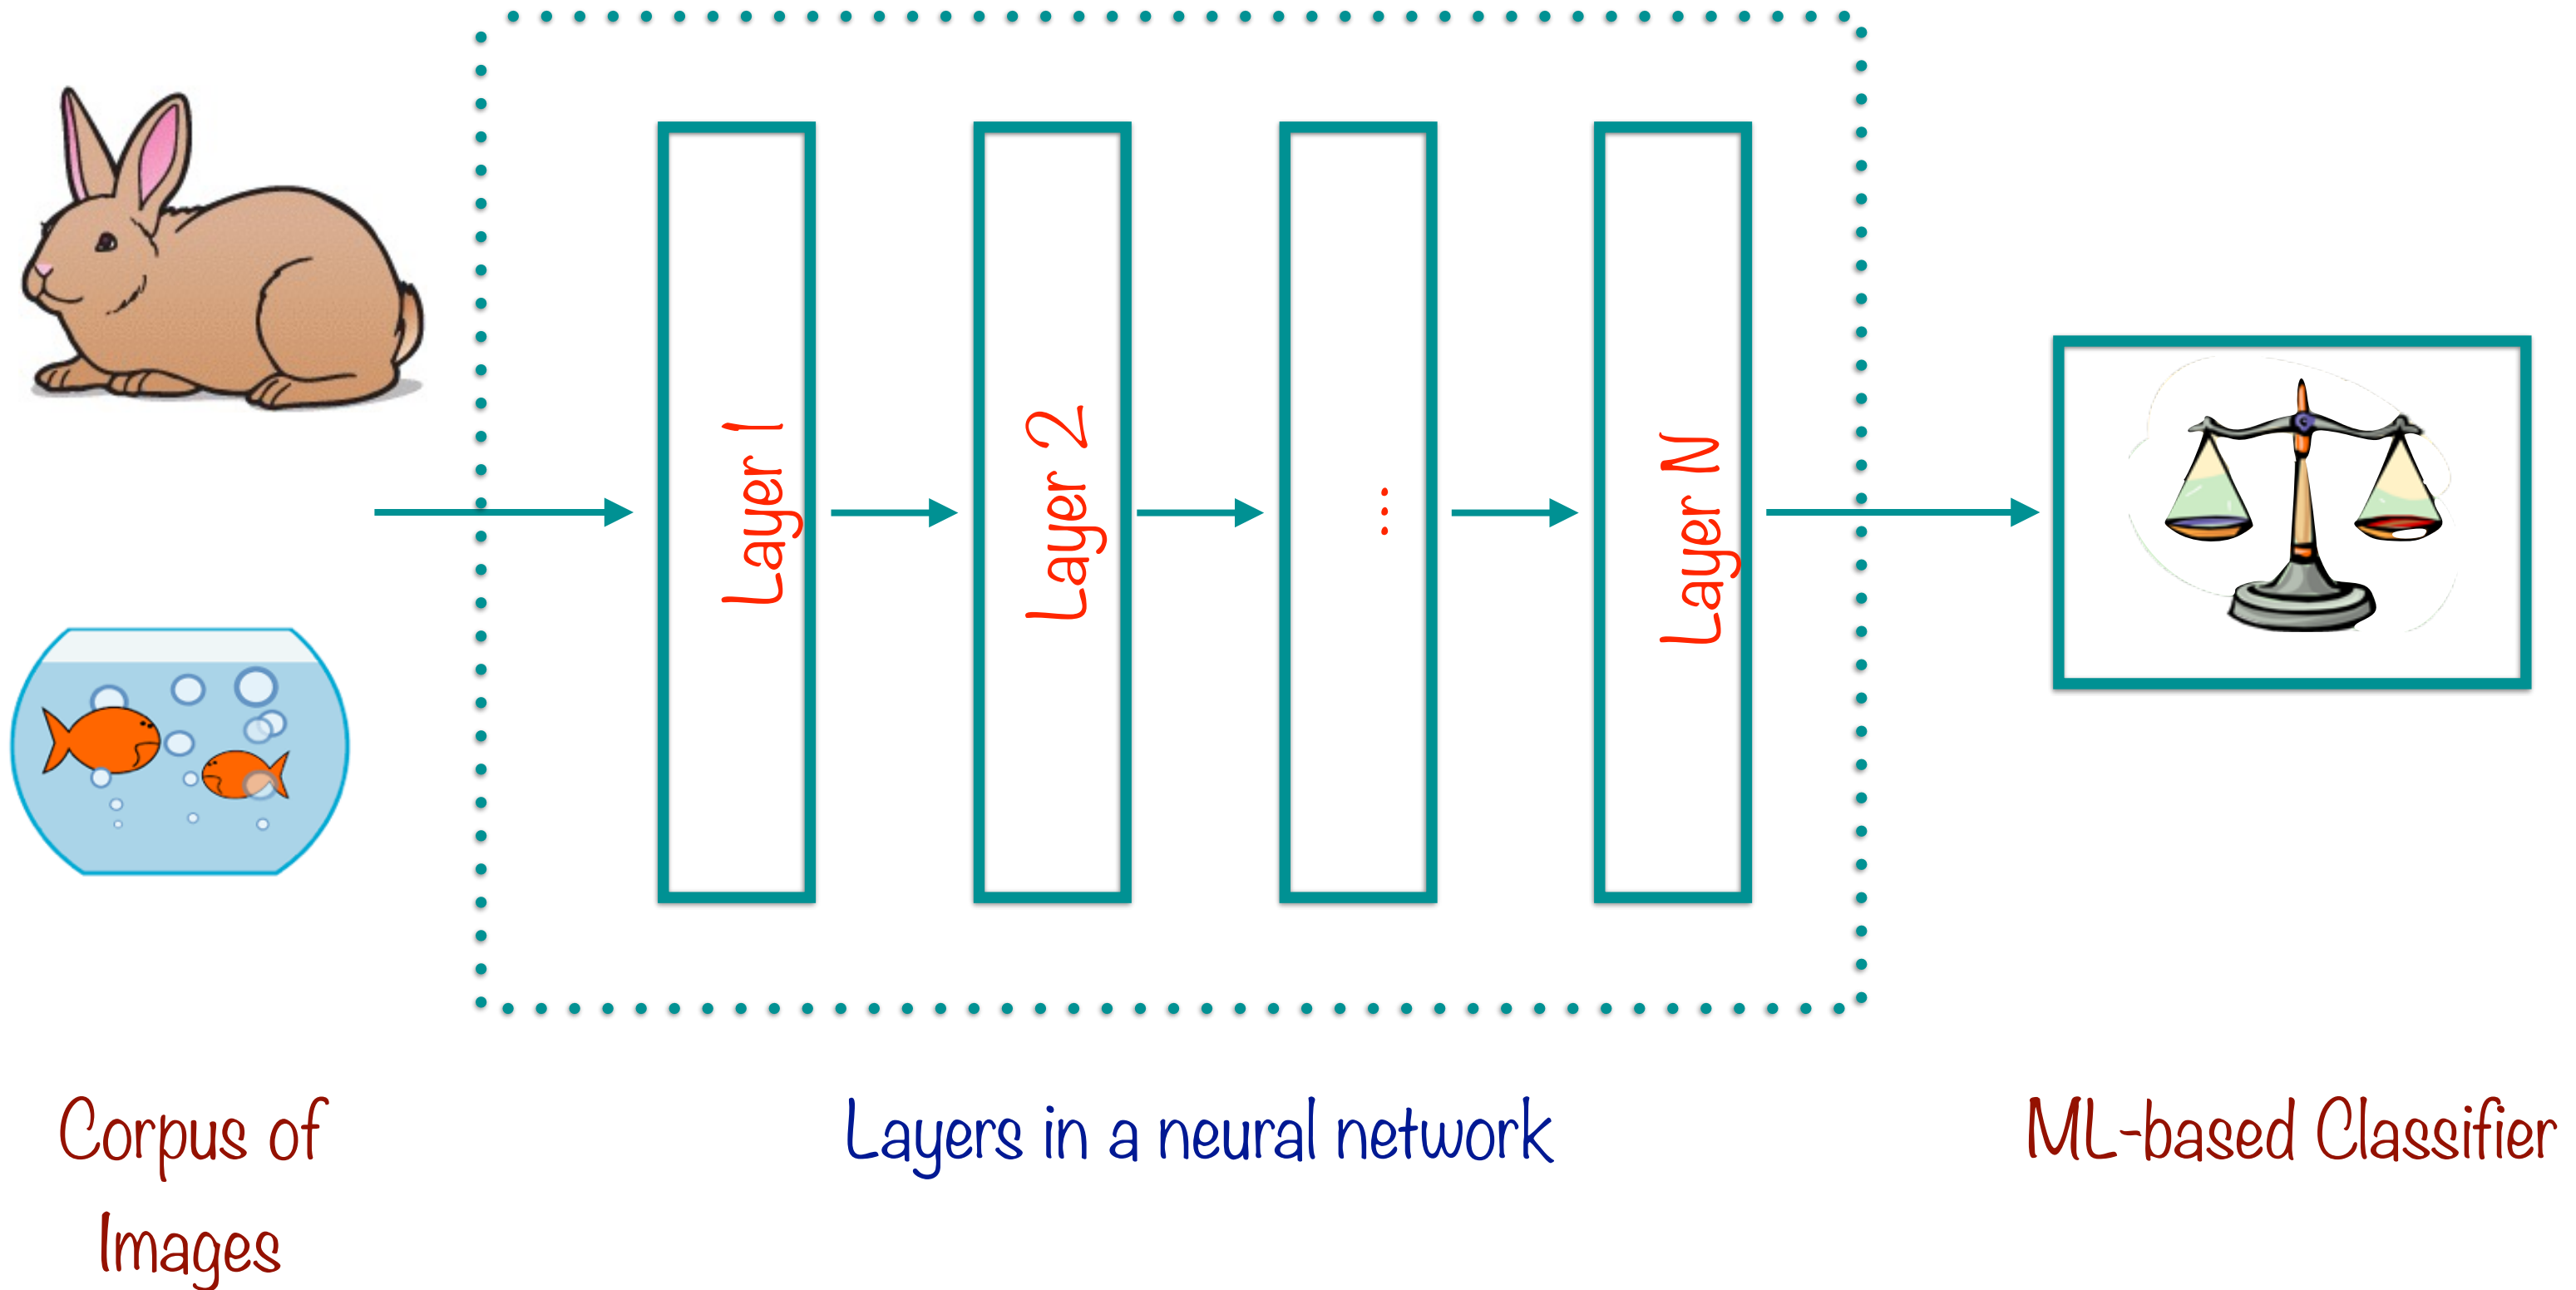 Layer 1
Layer 2
...
Layer N
Corpus of
Images
Layers in a neural network
ML-based Classifier